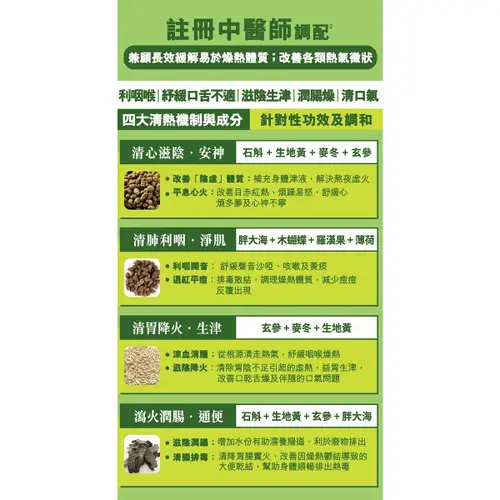 註冊中醫師調配²
兼顧長效緩解易於燥熱體質；改善各類熱氣徵狀
利咽喉|紓緩口舌不適|滋陰生津|潤腸燥|清口氣
四大清熱機制與成分 針對性功效及調和
清心滋陰・安神 石斛+生地黃+麥冬+玄參
• 改善「陰虛」體質：補充身體津液，解決熬夜虛火
• 平息心火：改善目赤紅熱、煩躁易怒，舒緩心
煩多夢及心神不寧
清肺利咽・淨肌 胖大海+木蝴蝶+羅漢果+薄荷
• 利咽開音：舒緩聲音沙啞、咳嗽及黃痰
• 退紅平痘：排毒散結，調理燥熱體質，減少痘痘
反覆出現
清胃降火・生津 玄參+麥冬+生地黃
• 涼血消腫：從根源清走熱氣，紓緩咽喉燥熱
• 滋陰降火：清除胃陰不足引起的虛熱，益胃生津，
改善口乾舌燥及伴隨的口氣問題
瀉火潤腸・通便 石斛+生地黃+玄參+胖大海
• 滋陰潤腸：增加水份有助濡養腸道，利於廢物排出
• 清腸排毒：清降胃腸實火，改善因燥熱鬱結導致的
大便乾結，幫助身體順暢排出熱毒